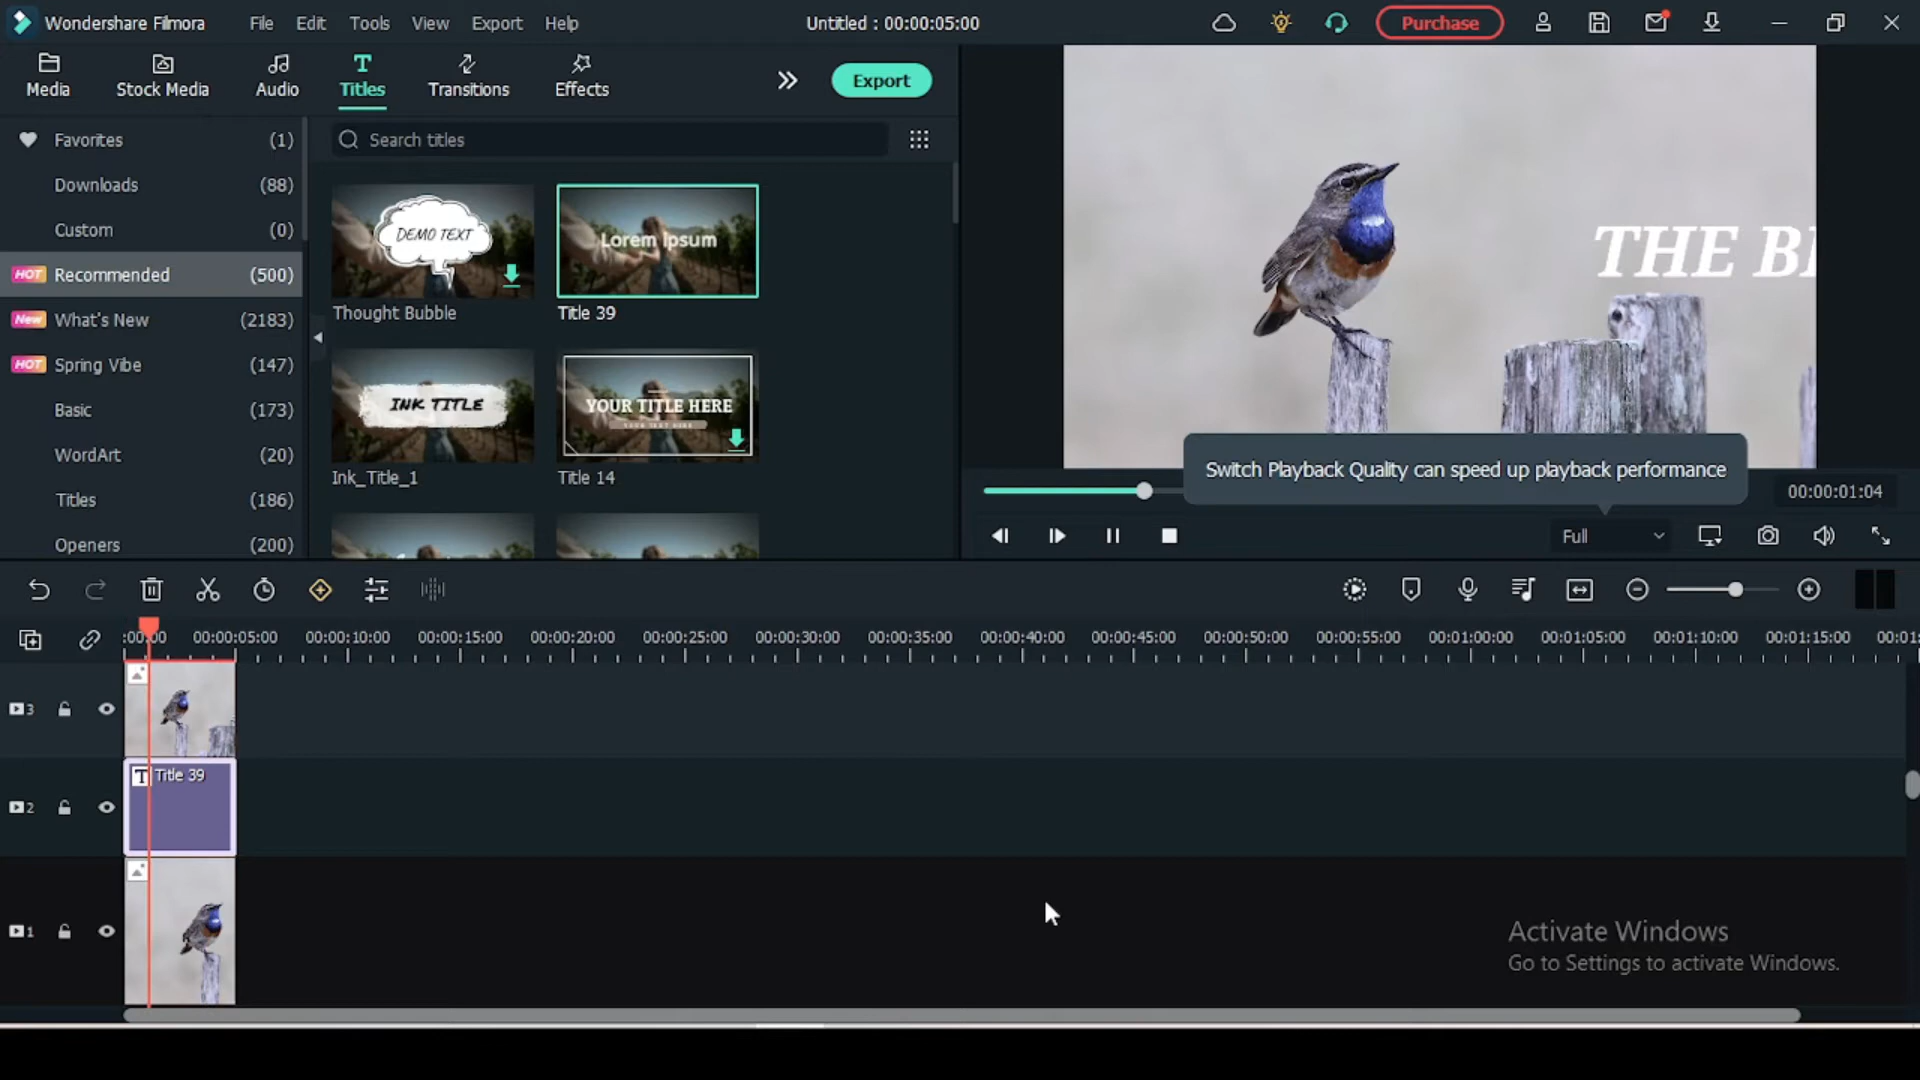 Wondershare Filmora
File Edit Tools View Export Help
Untitled : 00:00:05:00
Purchase
Media
Stock Media
Audio
Titles
Transitions
Effects
Export
Favorites (1)
Downloads (88)
Custom (0)
HOT Recommended (500)
New What's New (2183)
HOT Spring Vibe (147)
Basic (173)
WordArt (20)
Titles (186)
Openers (200)
Search titles
DEMO TEXT
Thought Bubble
Lorem ipsum
Title 39
INK TITLE
Ink_Title_1
YOUR TITLE HERE
Title 14
THE BI
Switch Playback Quality can speed up playback performance
00:00:01:04
Full
00:00:05:00 00:00:10:00 00:00:15:00 00:00:20:00 00:00:25:00 00:00:30:00 00:00:35:00 00:00:40:00 00:00:45:00 00:00:50:00 00:00:55:00 00:01:00:00 00:01:05:00 00:01:10:00 00:01:15:00
3
2
T Title 39
1
Activate Windows
Go to Settings to activate Windows.